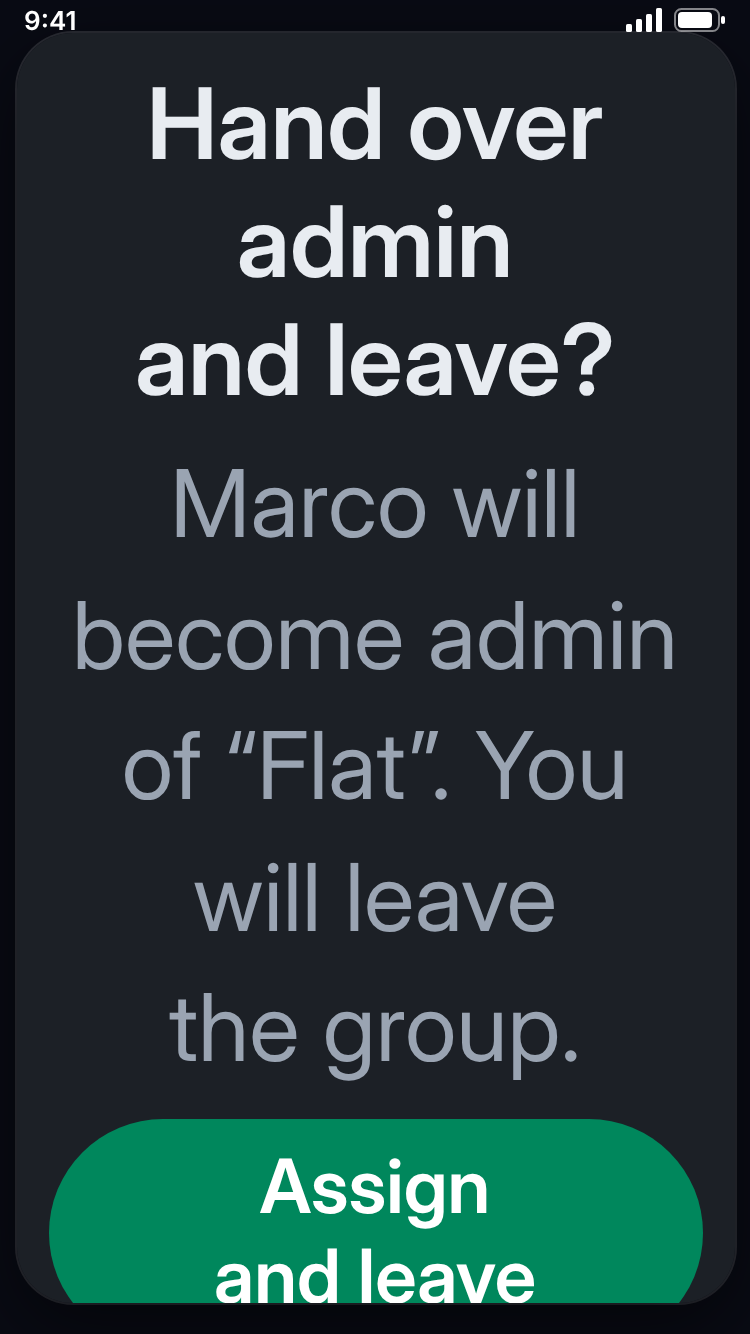 9:41
Hand over
admin
and leave?
Marco will
become admin
of “Flat”. You
will leave
the group.
Assign
and leave